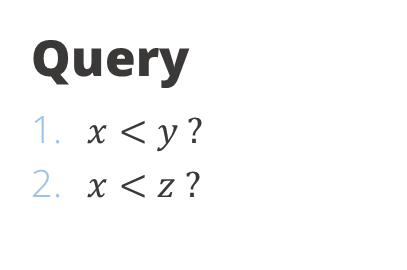 Query
1. x < y ?
2. x < z ?